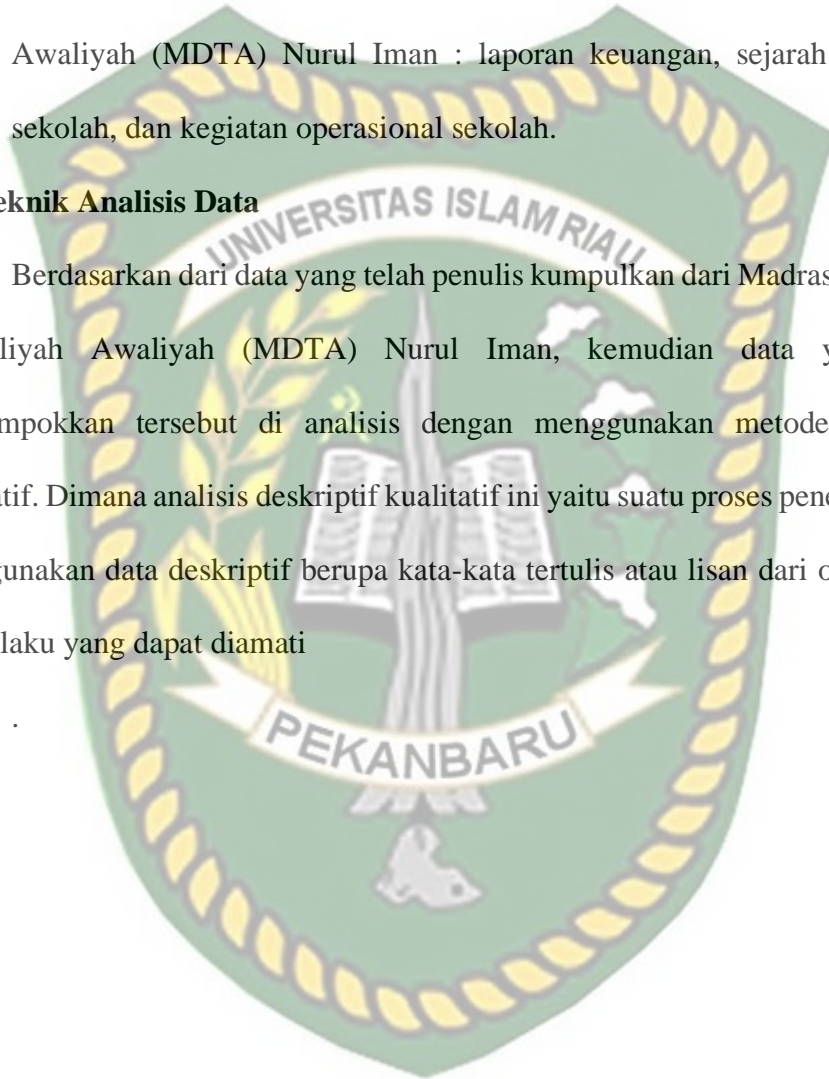 Awaliyah (MDTA) Nurul Iman : laporan keuangan, sejarah
sekolah, dan kegiatan operasional sekolah.
eknik Analisis Data
UNIVERSITAS ISLAM RIAU
Berdasarkan dari data yang telah penulis kumpulkan dari Madras
liyah Awaliyah (MDTA) Nurul Iman, kemudian data y
mpokkan tersebut di analisis dengan menggunakan metode
atif. Dimana analisis deskriptif kualitatif ini yaitu suatu proses pene
gunakan data deskriptif berupa kata-kata tertulis atau lisan dari o
laku yang dapat diamati
.
PEKANBARU